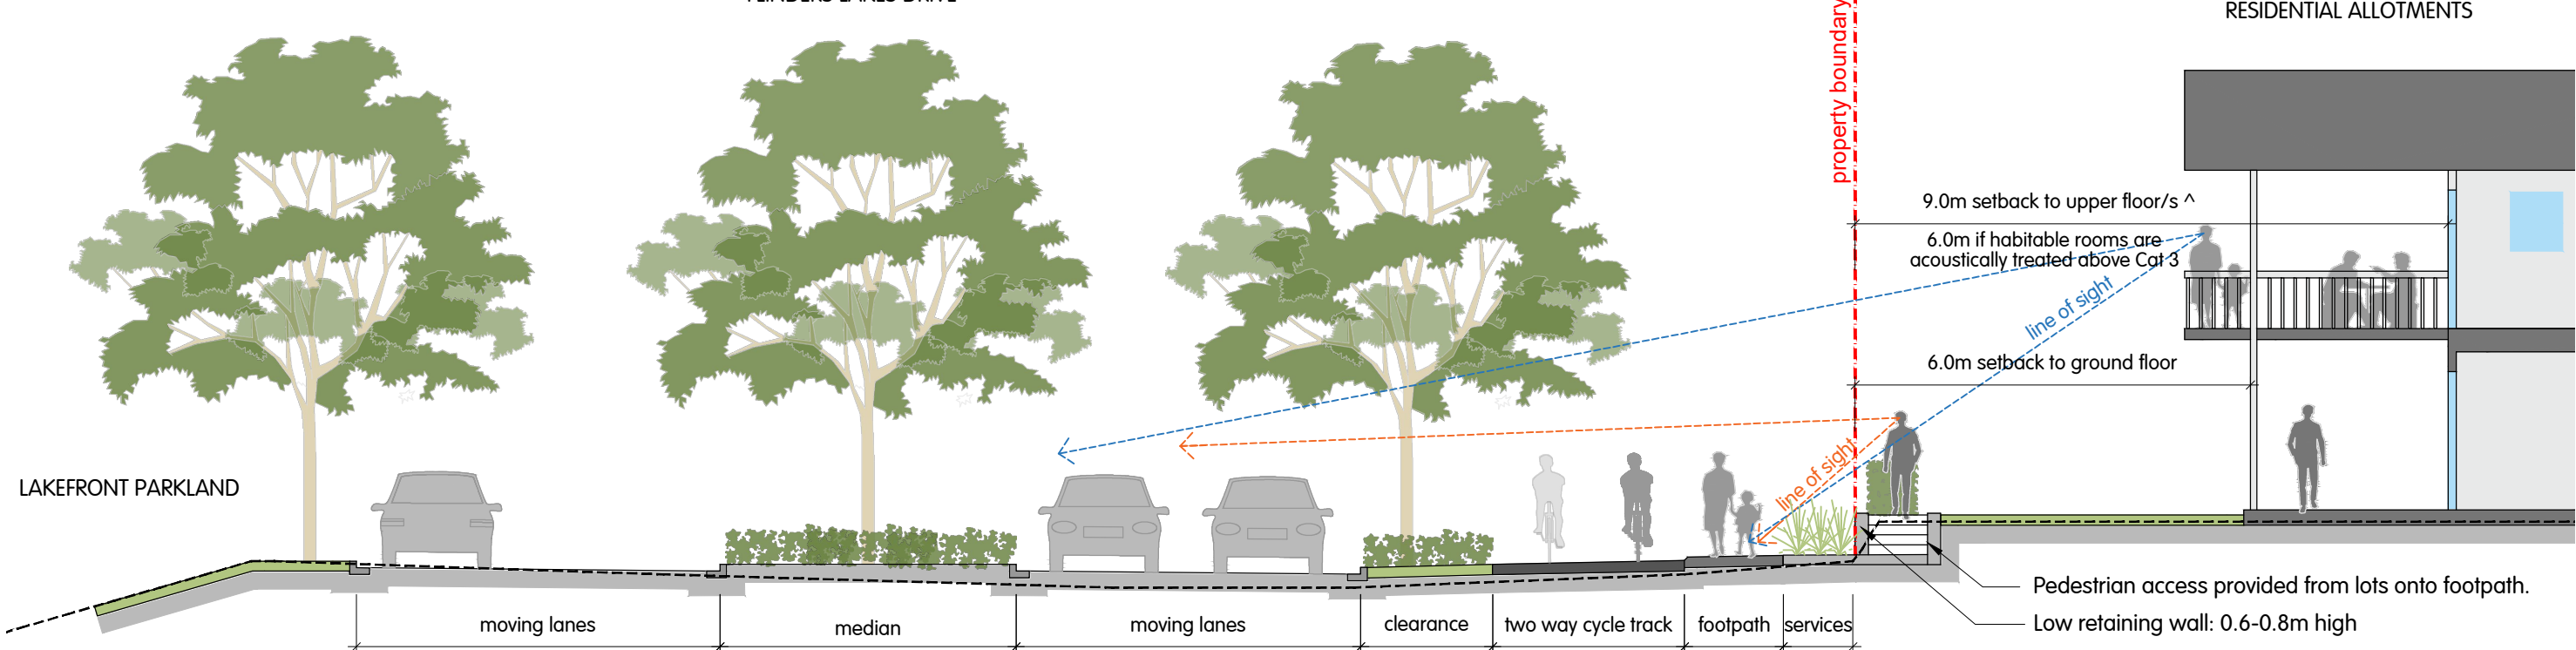 RESIDENTIAL ALLOTMENTS
property boundary
9.0m setback to upper floor/s ^
6.0m if habitable rooms are
acoustically treated above Cat 3
line of sight
6.0m setback to ground floor
line of sight
LAKEFRONT PARKLAND
Pedestrian access provided from lots onto footpath.
Low retaining wall: 0.6-0.8m high
moving lanes
median
moving lanes
clearance
two way cycle track
footpath
services